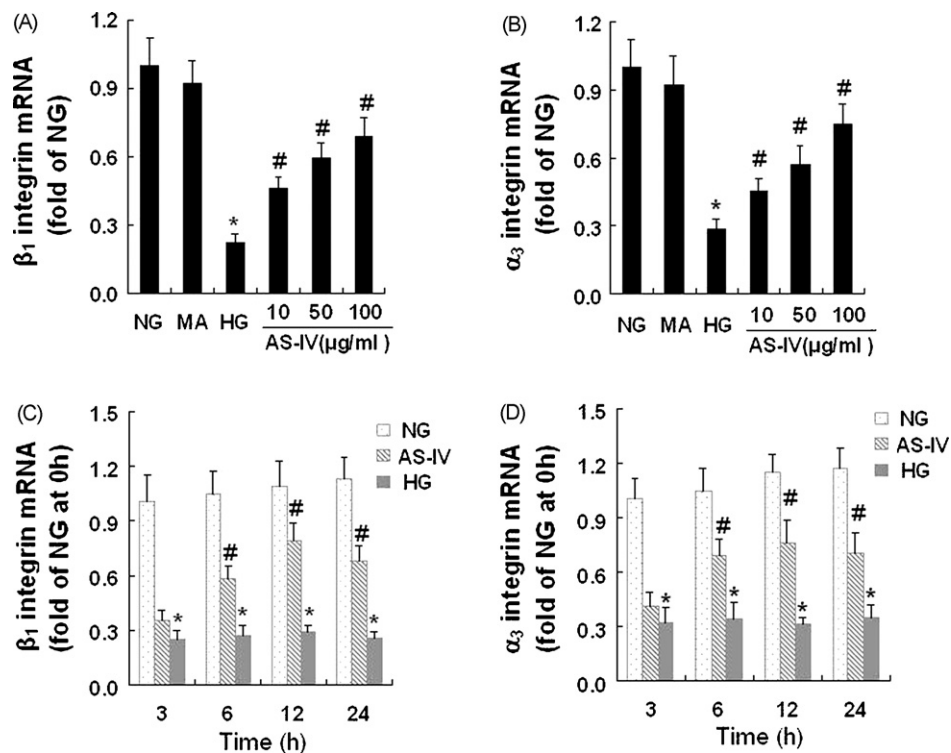 (A)
β1 integrin mRNA
(fold of NG)
1.2
0.9
0.6
0.3
0.0
*
#
#
#
NG MA HG 10 50 100
AS-IV(µg/ml )
(B)
α3 integrin mRNA
(fold of NG)
1.2
0.9
0.6
0.3
0.0
*
#
#
#
NG MA HG 10 50 100
AS-IV(µg/ml )
(C)
β1 integrin mRNA
(fold of NG at 0h)
1.5
1.2
0.9
0.6
0.3
0.0
NG
AS-IV
HG
*
#
*
#
*
#
*
3 6 12 24
Time (h)
(D)
α3 integrin mRNA
(fold of NG at 0h)
1.5
1.2
0.9
0.6
0.3
0.0
NG
AS-IV
HG
*
#
*
#
*
#
*
3 6 12 24
Time (h)